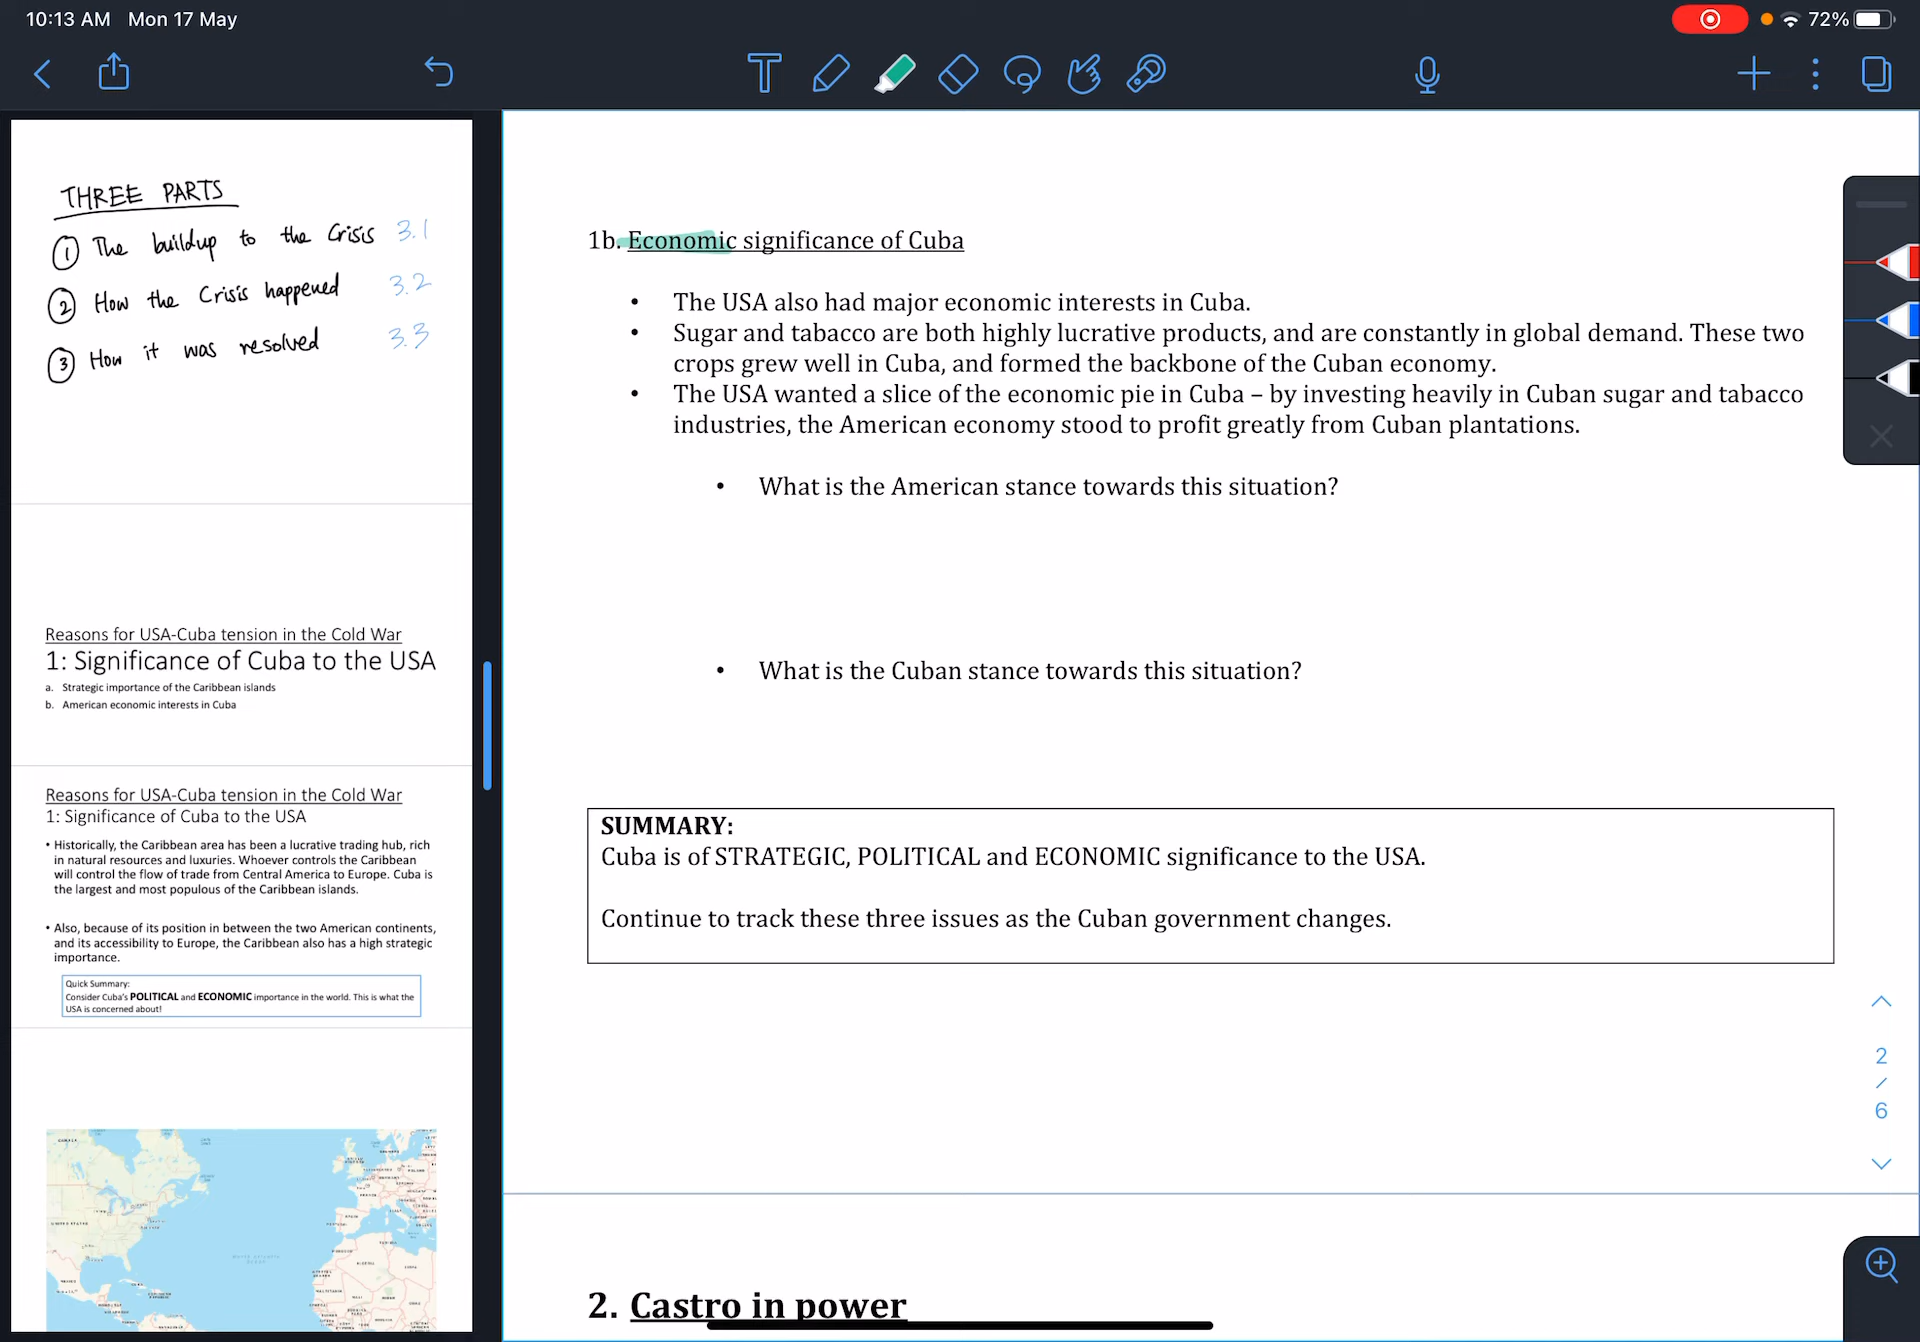 10:13 AM Mon 17 May
72%
THREE PARTS
1 The buildup to the Crisis 3.1
2 How the Crisis happened 3.2
3 How it was resolved 3.3
Reasons for USA-Cuba tension in the Cold War
1: Significance of Cuba to the USA
a. Strategic importance of the Caribbean islands
b. American economic interests in Cuba
Reasons for USA-Cuba tension in the Cold War
1: Significance of Cuba to the USA
• Historically, the Caribbean area has been a lucrative trading hub, rich
in natural resources and luxuries. Whoever controls the Caribbean
will control the flow of trade from Central America to Europe. Cuba is
the largest and most populous of the Caribbean islands.
• Also, because of its position in between the two American continents,
and its accessibility to Europe, the Caribbean also has a high strategic
importance.
Quick Summary:
Consider Cuba's POLITICAL and ECONOMIC importance in the world. This is what the
USA is concerned about!
1b. Economic significance of Cuba
• The USA also had major economic interests in Cuba.
• Sugar and tabacco are both highly lucrative products, and are constantly in global demand. These two
crops grew well in Cuba, and formed the backbone of the Cuban economy.
• The USA wanted a slice of the economic pie in Cuba – by investing heavily in Cuban sugar and tabacco
industries, the American economy stood to profit greatly from Cuban plantations.
• What is the American stance towards this situation?
• What is the Cuban stance towards this situation?
SUMMARY:
Cuba is of STRATEGIC, POLITICAL and ECONOMIC significance to the USA.
Continue to track these three issues as the Cuban government changes.
2
/
6
2. Castro in power